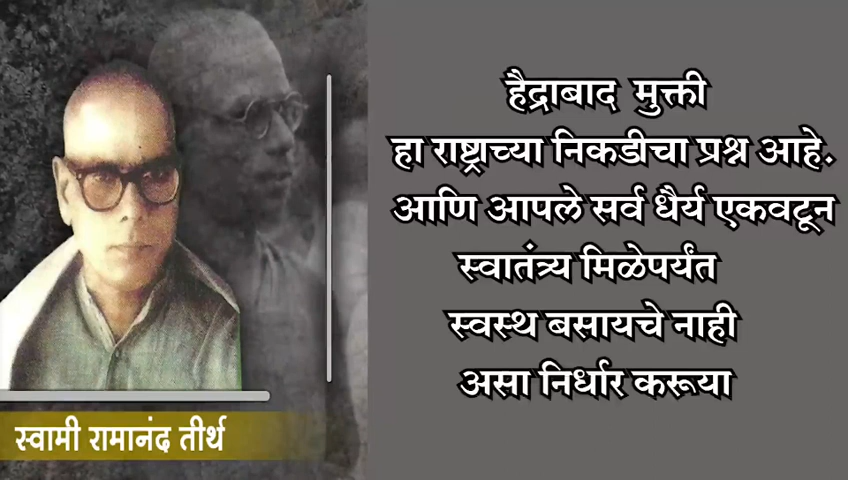 हैद्राबाद मुक्ती
हा राष्ट्राच्या निकडीचा प्रश्न आहे.
आणि आपले सर्व धैर्य एकवटून
स्वातंत्र्य मिळेपर्यंत
स्वस्थ बसायचे नाही
असा निर्धार करूया
स्वामी रामानंद तीर्थ